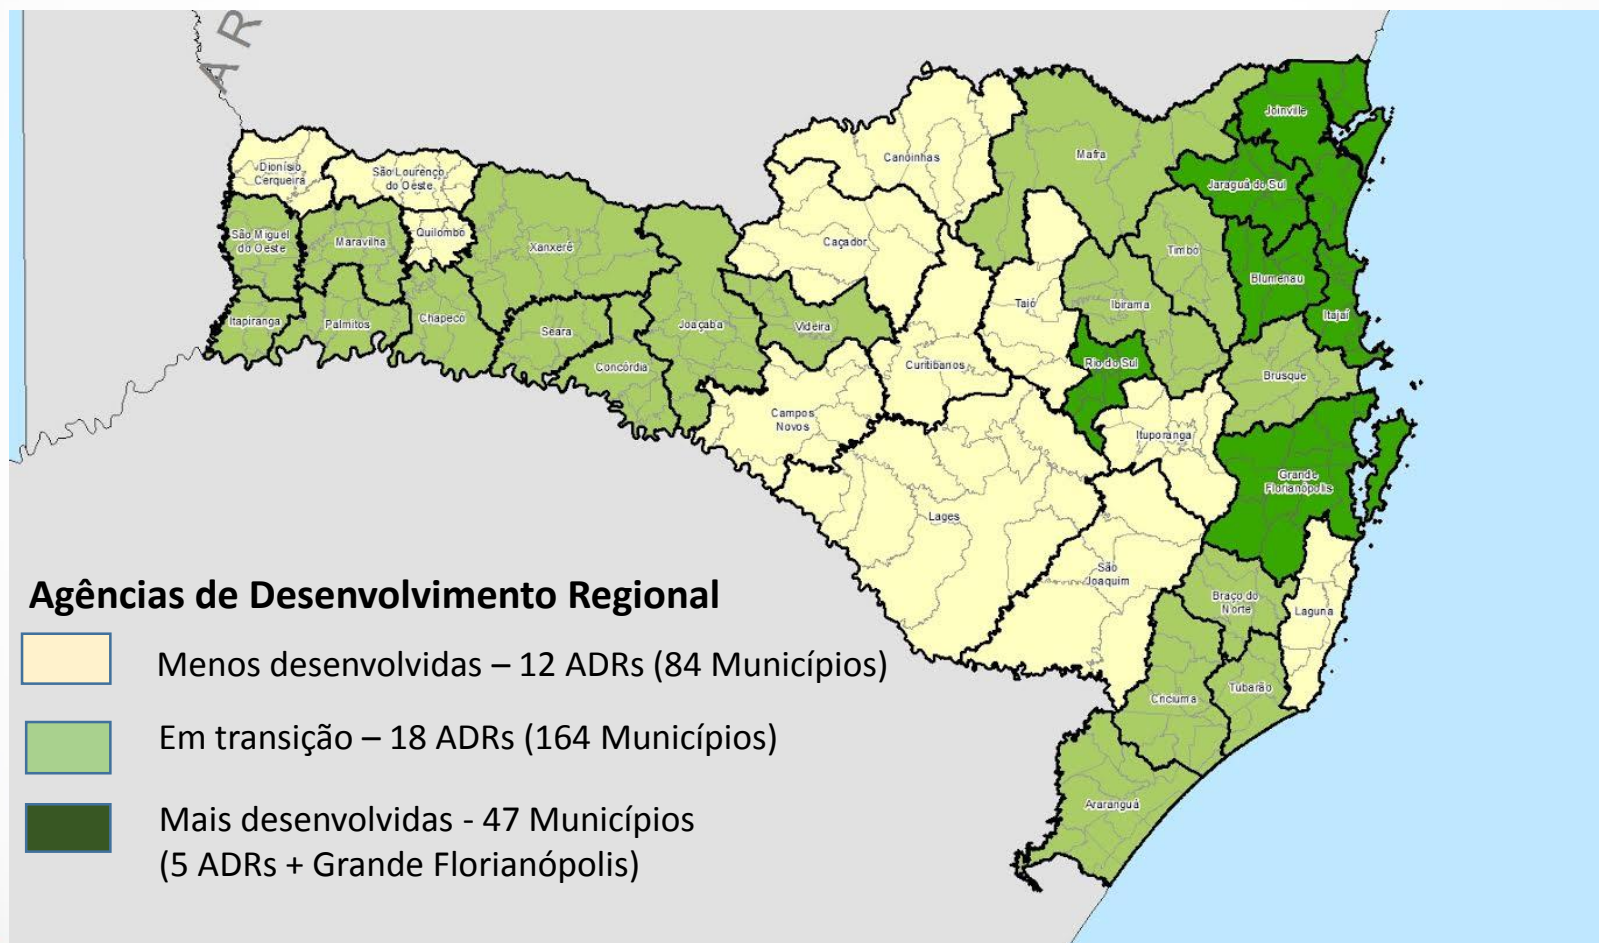 A R
Dionísio
Cerqueira
São Lourenço
do Oeste
São Miguel
do Oeste
Maravilha
Quilombo
Xanxerê
Itapiranga
Palmitos
Chapecó
Seara
Concórdia
Joaçaba
Videira
Caçador
Canoinhas
Mafra
Joinville
Jaraguá do Sul
Timbó
Blumenau
Itajaí
Taió
Ibirama
Rio do Sul
Curitibanos
Brusque
Campos
Novos
Ituporanga
Grande
Florianópolis
Lages
São
Joaquim
Braço do
Norte
Laguna
Tubarão
Criciúma
Araranguá
Agências de Desenvolvimento Regional
Menos desenvolvidas – 12 ADRs (84 Municípios)
Em transição – 18 ADRs (164 Municípios)
Mais desenvolvidas - 47 Municípios
(5 ADRs + Grande Florianópolis)